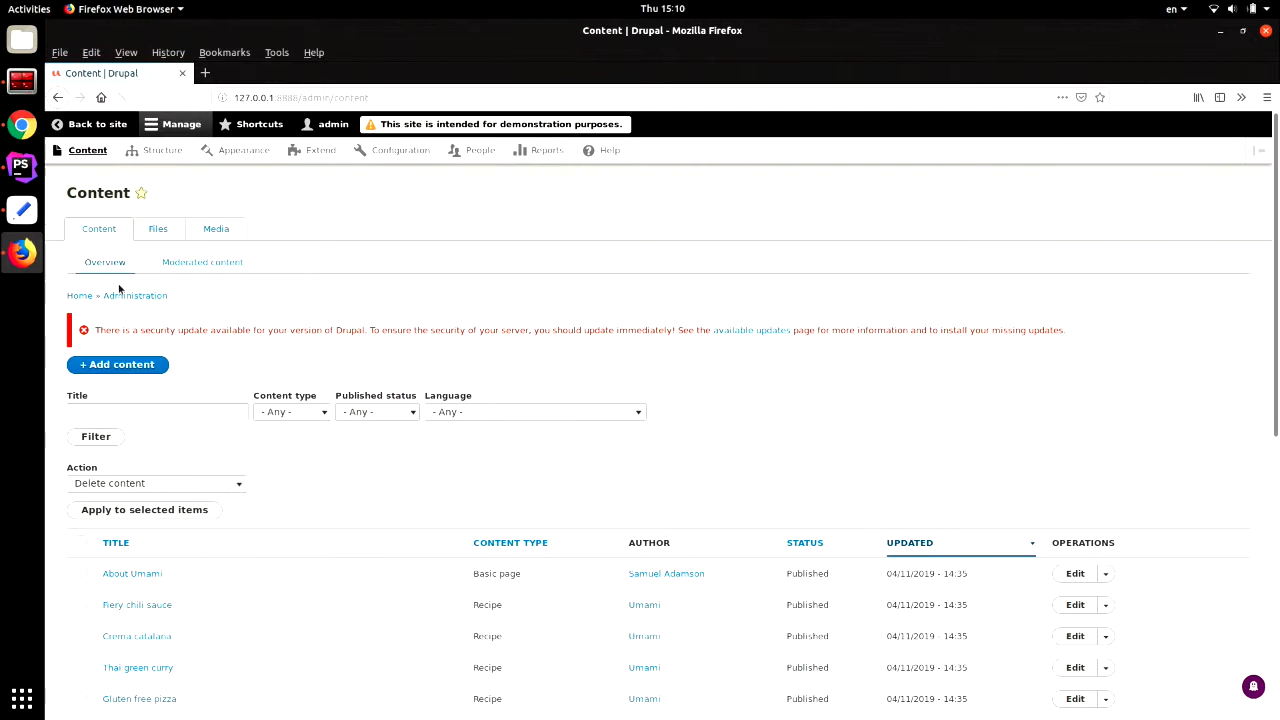 Activities Firefox Web Browser Thu 15:10 en
Content | Drupal - Mozilla Firefox
File Edit View History Bookmarks Tools Help
Content | Drupal
127.0.0.1:8888/admin/content
Back to site Manage Shortcuts admin This site is intended for demonstration purposes.
Content Structure Appearance Extend Configuration People Reports Help
Content
Content Files Media
Overview Moderated content
Home » Administration
There is a security update available for your version of Drupal. To ensure the security of your server, you should update immediately! See the available updates page for more information and to install your missing updates.
+ Add content
Title Content type Published status Language
- Any - - Any - - Any -
Filter
Action
Delete content
Apply to selected items
TITLE CONTENT TYPE AUTHOR STATUS UPDATED OPERATIONS
About Umami Basic page Samuel Adamson Published 04/11/2019 - 14:35 Edit
Fiery chili sauce Recipe Umami Published 04/11/2019 - 14:35 Edit
Crema catalana Recipe Umami Published 04/11/2019 - 14:35 Edit
Thai green curry Recipe Umami Published 04/11/2019 - 14:35 Edit
Gluten free pizza Recipe Umami Published 04/11/2019 - 14:35 Edit